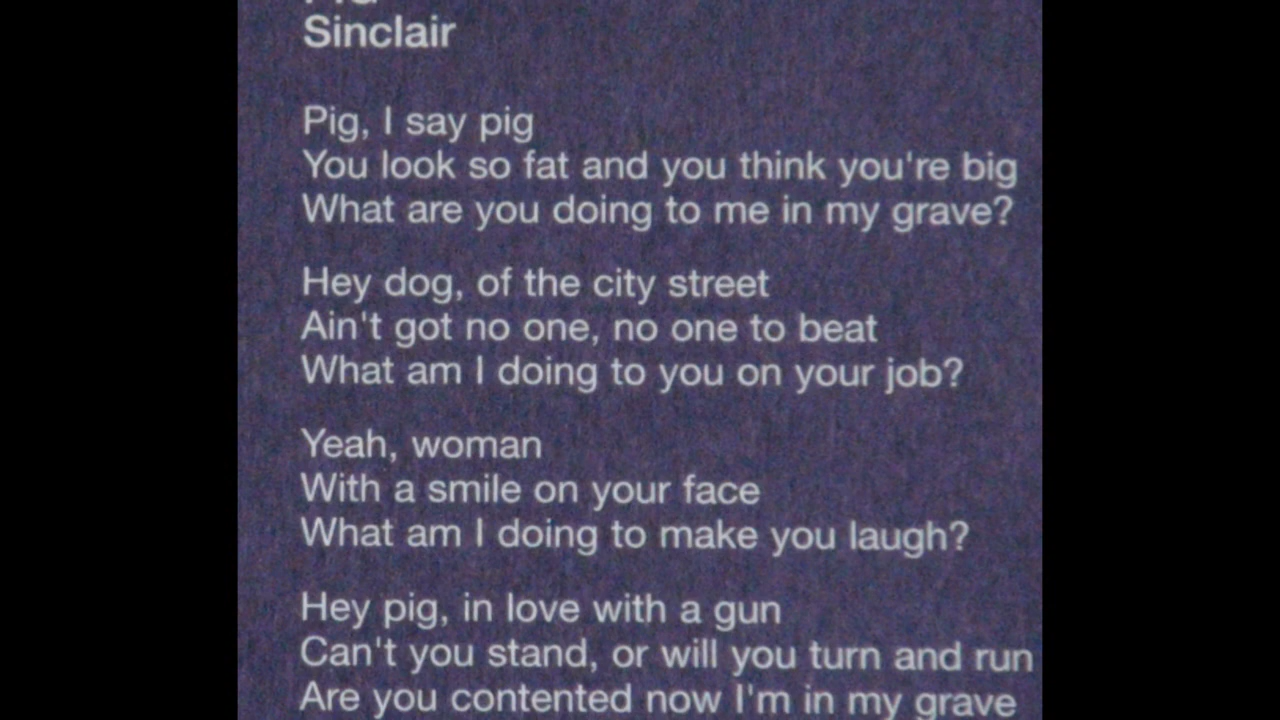 Sinclair
Pig, I say pig
You look so fat and you think you're big
What are you doing to me in my grave?
Hey dog, of the city street
Ain't got no one, no one to beat
What am I doing to you on your job?
Yeah, woman
With a smile on your face
What am I doing to make you laugh?
Hey pig, in love with a gun
Can't you stand, or will you turn and run
Are you contented now I'm in my grave